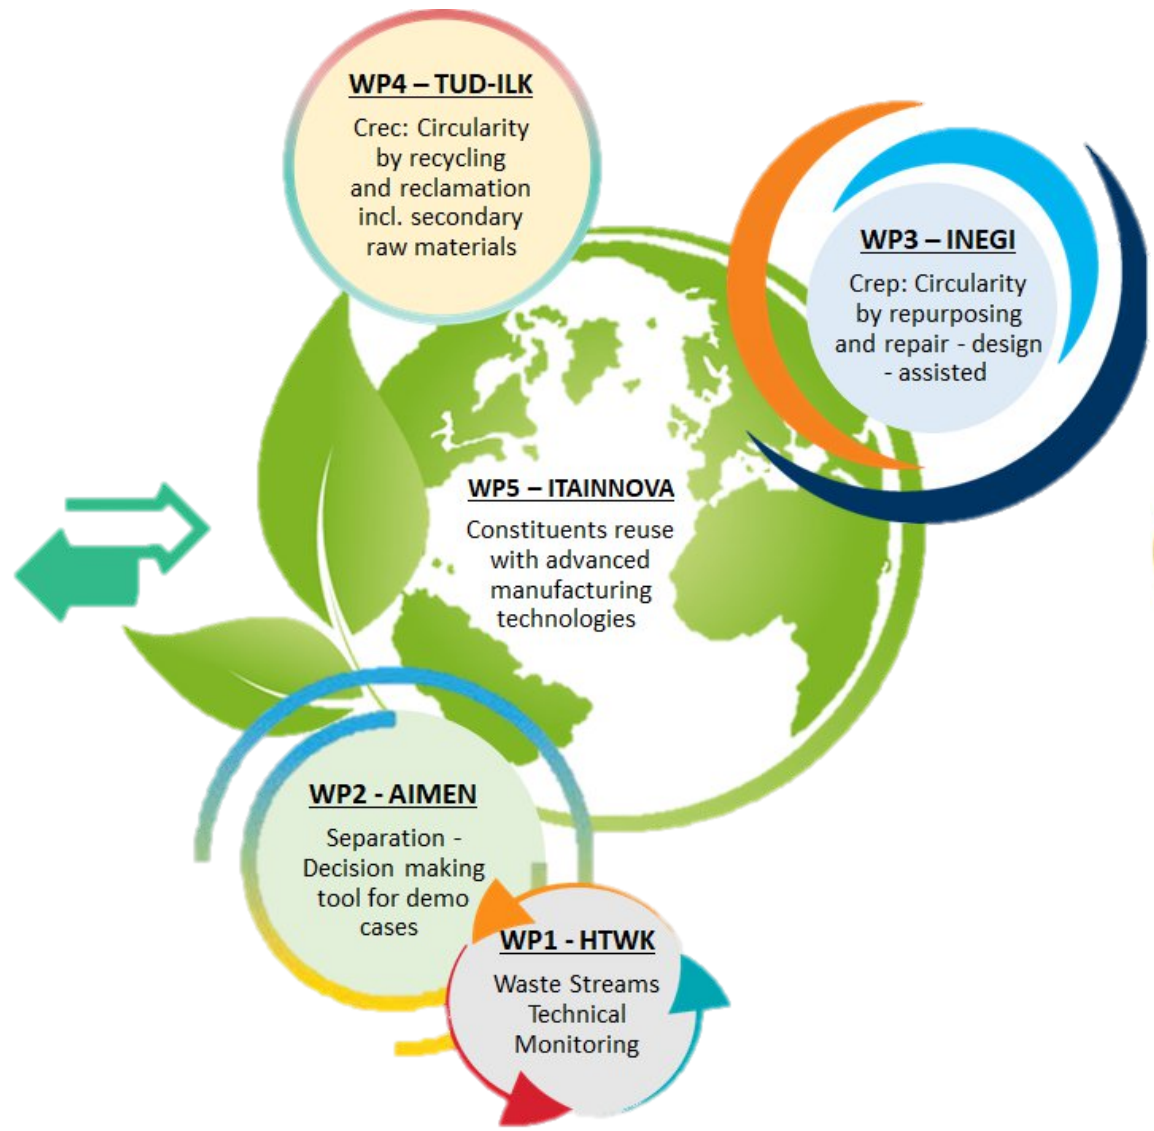 WP4 – TUD-ILK
Crec: Circularity
by recycling
and reclamation
incl. secondary
raw materials
WP3 – INEGI
Crep: Circularity
by repurposing
and repair - design
- assisted
WP5 – ITAINNOVA
Constituents reuse
with advanced
manufacturing
technologies
WP2 - AIMEN
Separation -
Decision making
tool for demo
cases
WP1 - HTWK
Waste Streams
Technical
Monitoring